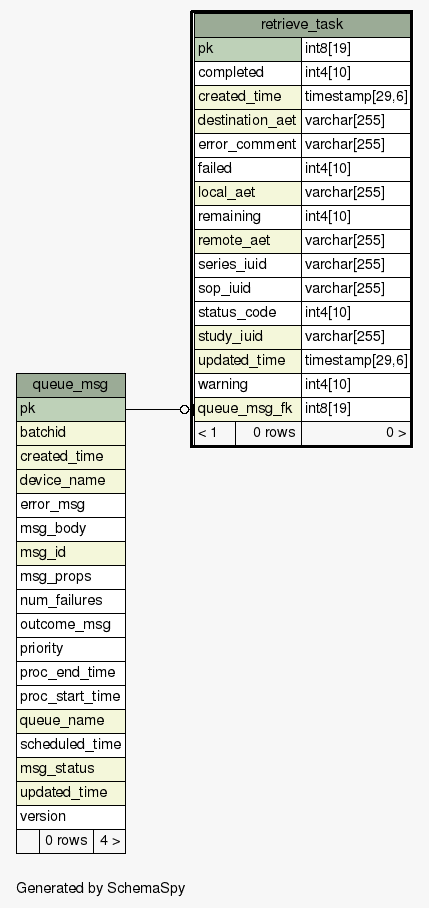 retrieve_task
pk int8[19]
completed int4[10]
created_time timestamp[29,6]
destination_aet varchar[255]
error_comment varchar[255]
failed int4[10]
local_aet varchar[255]
remaining int4[10]
remote_aet varchar[255]
series_iuid varchar[255]
sop_iuid varchar[255]
status_code int4[10]
study_iuid varchar[255]
updated_time timestamp[29,6]
warning int4[10]
queue_msg_fk int8[19]
< 1 0 rows 0 >
queue_msg
pk
batchid
created_time
device_name
error_msg
msg_body
msg_id
msg_props
num_failures
outcome_msg
priority
proc_end_time
proc_start_time
queue_name
scheduled_time
msg_status
updated_time
version
0 rows 4 >
Generated by SchemaSpy